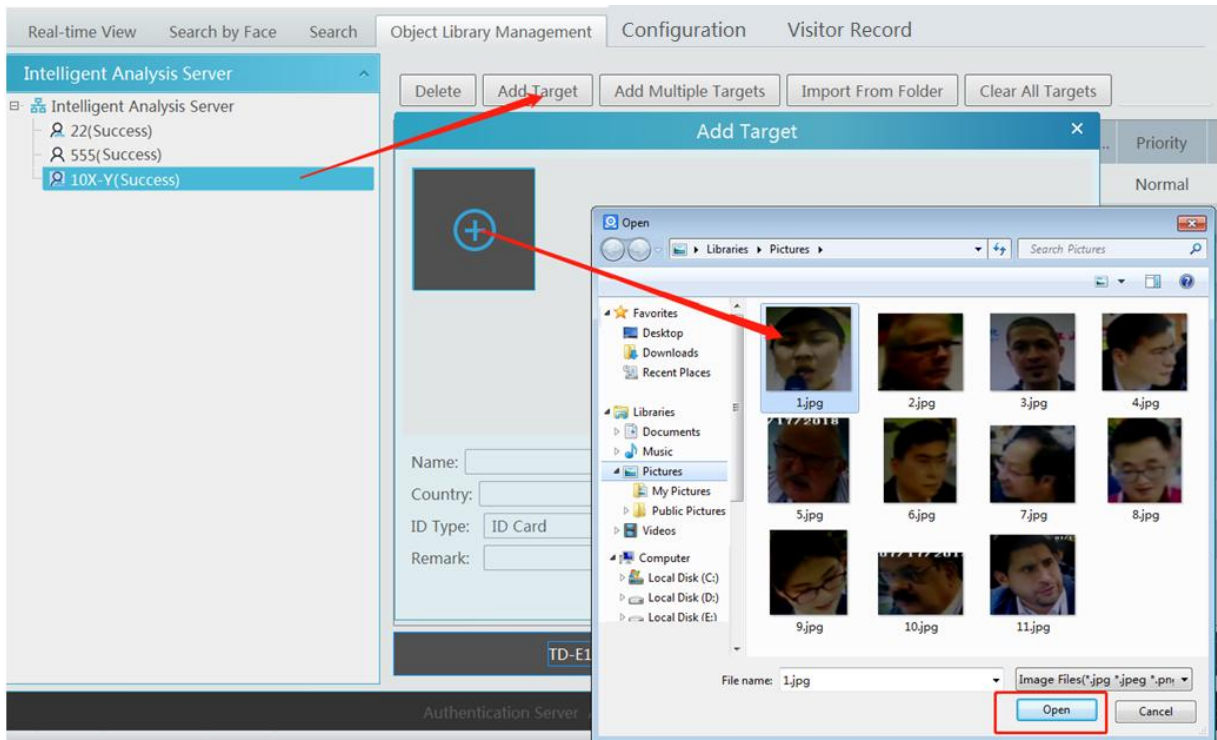 Real-time View Search by Face Search Object Library Management Configuration Visitor Record
Intelligent Analysis Server
Intelligent Analysis Server
22(Success)
555(Success)
10X-Y(Success)
Delete Add Target Add Multiple Targets Import From Folder Clear All Targets
Add Target
.. Priority
Normal
Name:
Country:
ID Type: ID Card
Remark:
TD-E1
Authentication Server
Open
Libraries Pictures Search Pictures
Favorites
Desktop
Downloads
Recent Places
Libraries
Documents
Music
Pictures
My Pictures
Public Pictures
Videos
Computer
Local Disk (C:)
Local Disk (D:)
Local Disk (E:)
1.jpg 2.jpg 3.jpg 4.jpg
/17/2018
5.jpg 6.jpg 7.jpg 8.jpg
9.jpg 10.jpg 11.jpg
File name: 1.jpg Image Files(*.jpg *.jpeg *.pn
Open Cancel